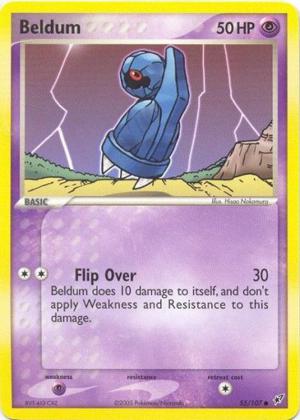 Beldum
50 HP
BASIC
Illus. Hisao Nakamura
Flip Over 30
Beldum does 10 damage to itself, and don't
apply Weakness and Resistance to this
damage.
weakness resistance retreat cost
©2005 Pokémon/Nintendo
55/107